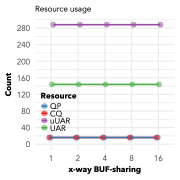 Resource usage
Count
280
240
200
160
120
80
40
0
Resource
QP
CQ
uUAR
UAR
1 2 4 8 16
x-way BUF-sharing